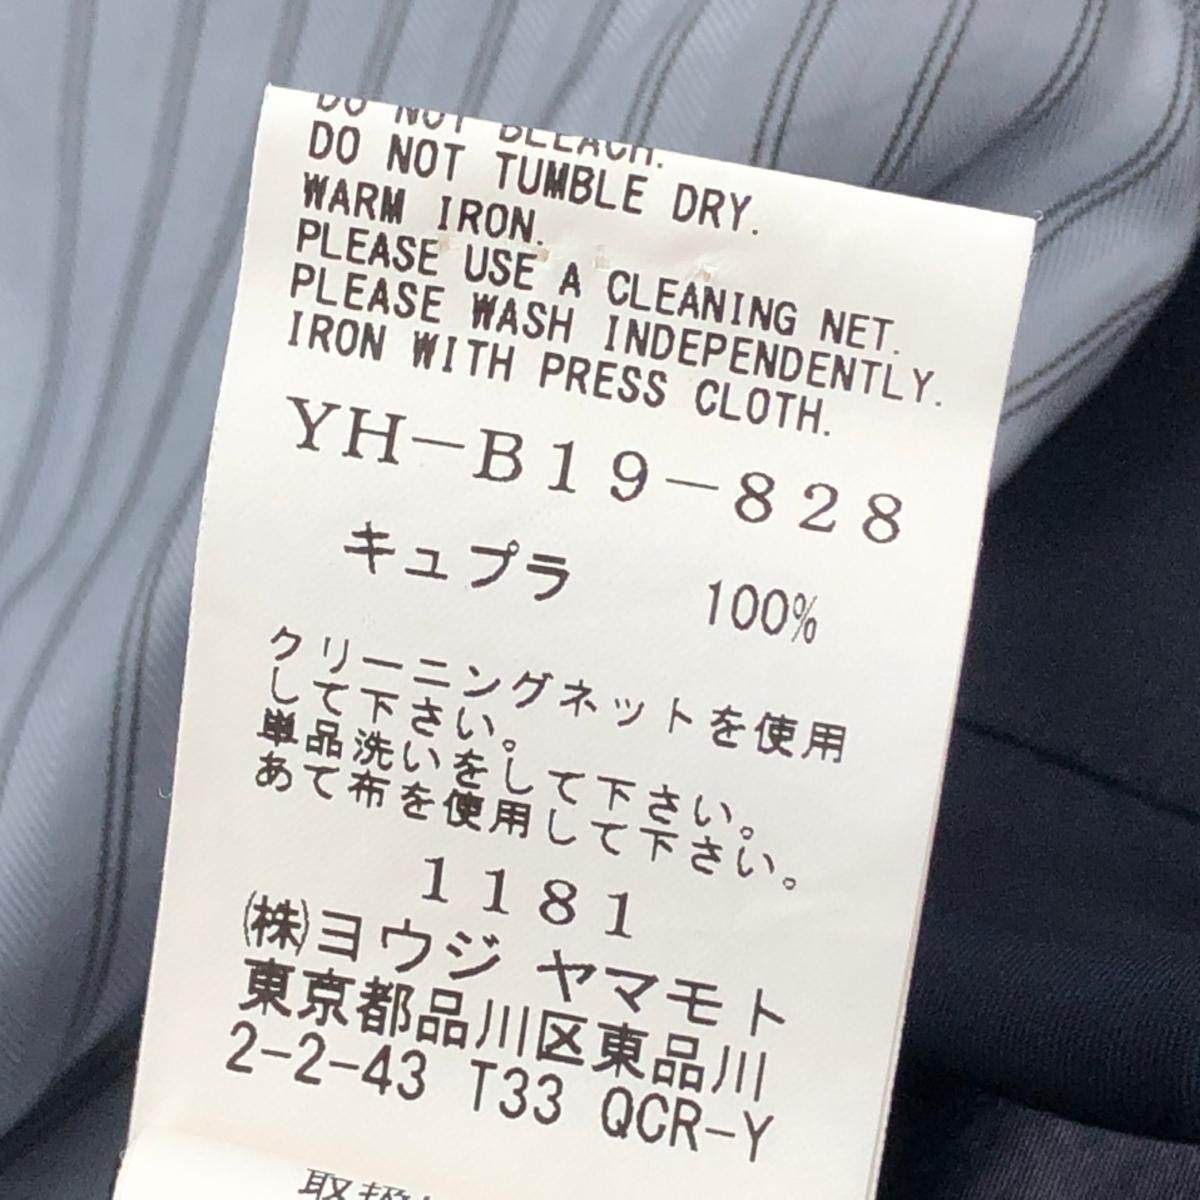 DO NOT BLEACH.
DO NOT TUMBLE DRY.
WARM IRON.
PLEASE USE A CLEANING NET.
PLEASE WASH INDEPENDENTLY.
IRON WITH PRESS CLOTH.
YH-B19-828
キュプラ 100%
クリーニングネットを使用
して下さい。
単品洗いをして下さい。
あて布を使用して下さい。
1181
㈱ヨウジ ヤマモト
東京都品川区東品川
2-2-43 T33 QCR-Y